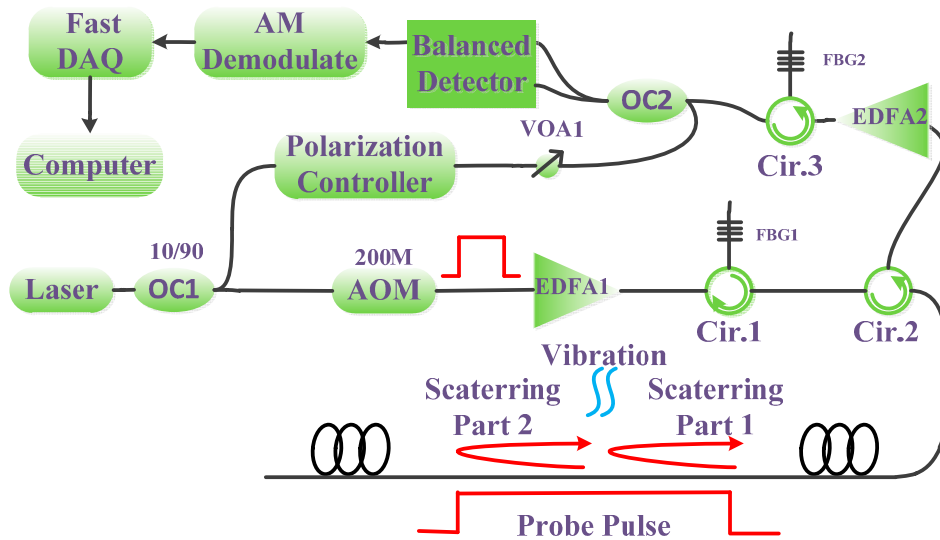 Fast
DAQ
AM
Demodulate
Balanced
Detector
OC2
FBG2
EDFA2
Cir.3
VOA1
Computer
Polarization
Controller
10/90
200M
FBG1
Laser
OC1
AOM
EDFA1
Cir.1
Cir.2
Vibration
Scaterring
Part 2
Scaterring
Part 1
Probe Pulse